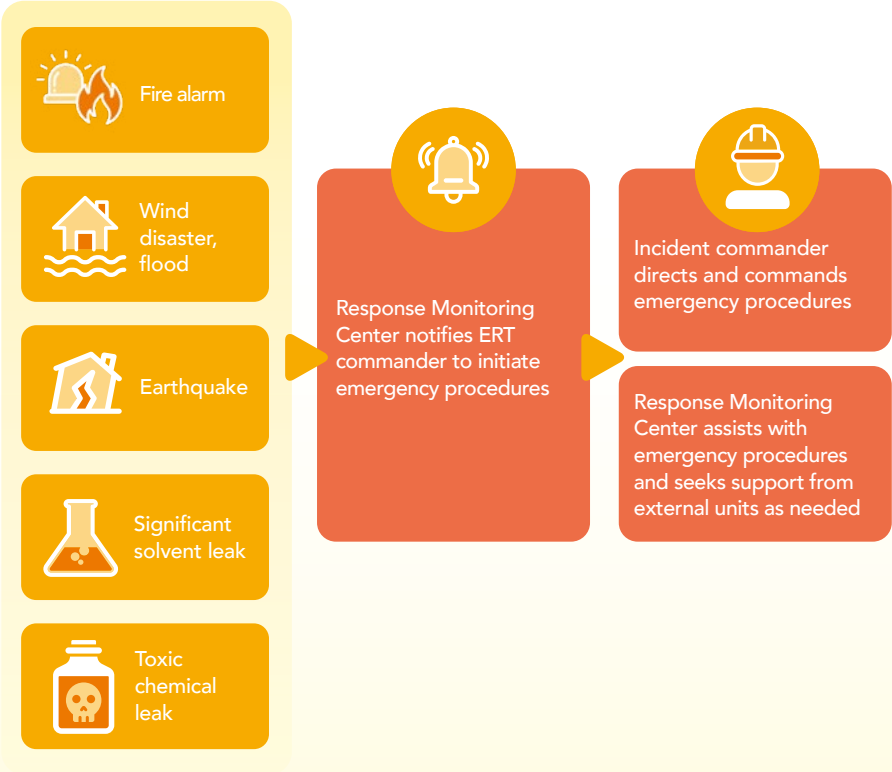 Fire alarm
Wind
disaster,
flood
Earthquake
Significant
solvent leak
Toxic
chemical
leak
Response Monitoring
Center notifies ERT
commander to initiate
emergency procedures
Incident commander
directs and commands
emergency procedures
Response Monitoring
Center assists with
emergency procedures
and seeks support from
external units as needed